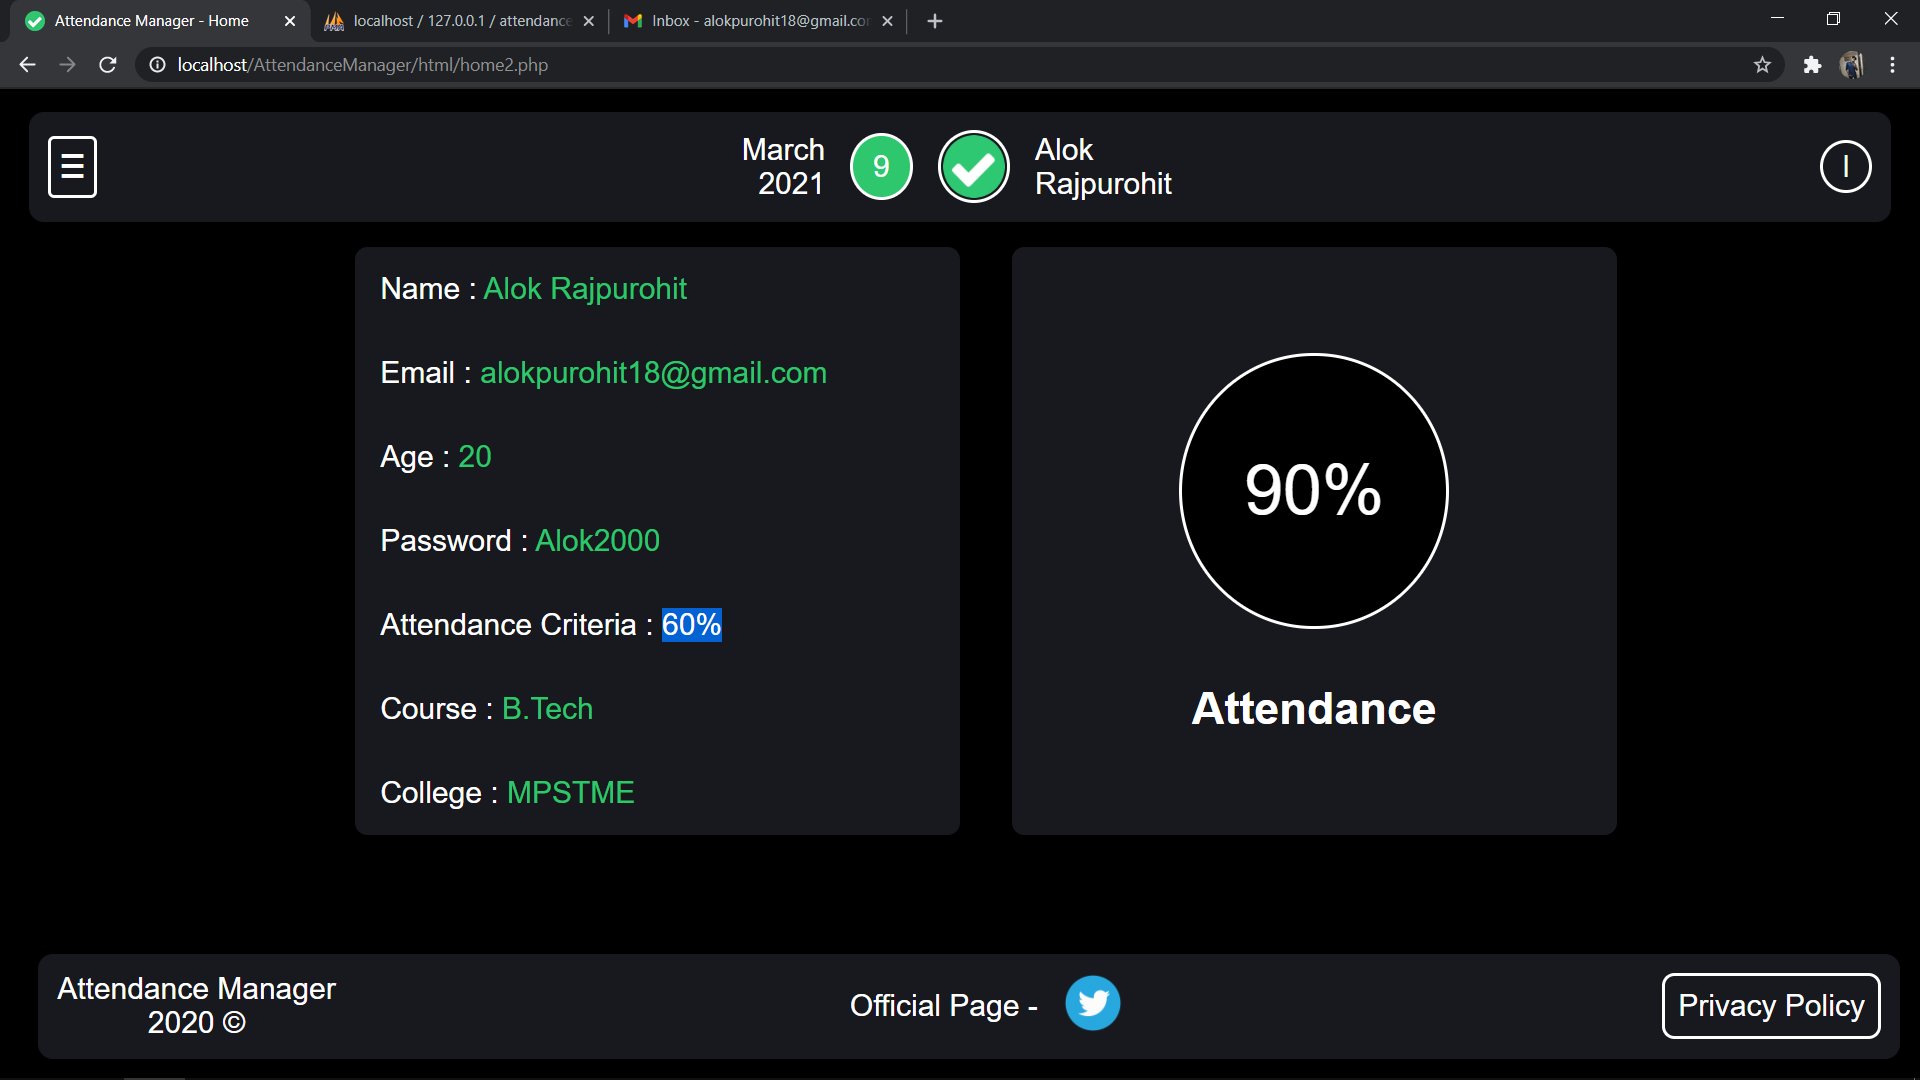 Attendance Manager - Home
localhost / 127.0.0.1 / attendance
Inbox - alokpurohit18@gmail.co
localhost/AttendanceManager/html/home2.php
March
2021
9
Alok
Rajpurohit
|
Name : Alok Rajpurohit
Email : alokpurohit18@gmail.com
Age : 20
Password : Alok2000
Attendance Criteria : 60%
Course : B.Tech
College : MPSTME
90%
Attendance
Attendance Manager
2020 ©
Official Page -
Privacy Policy